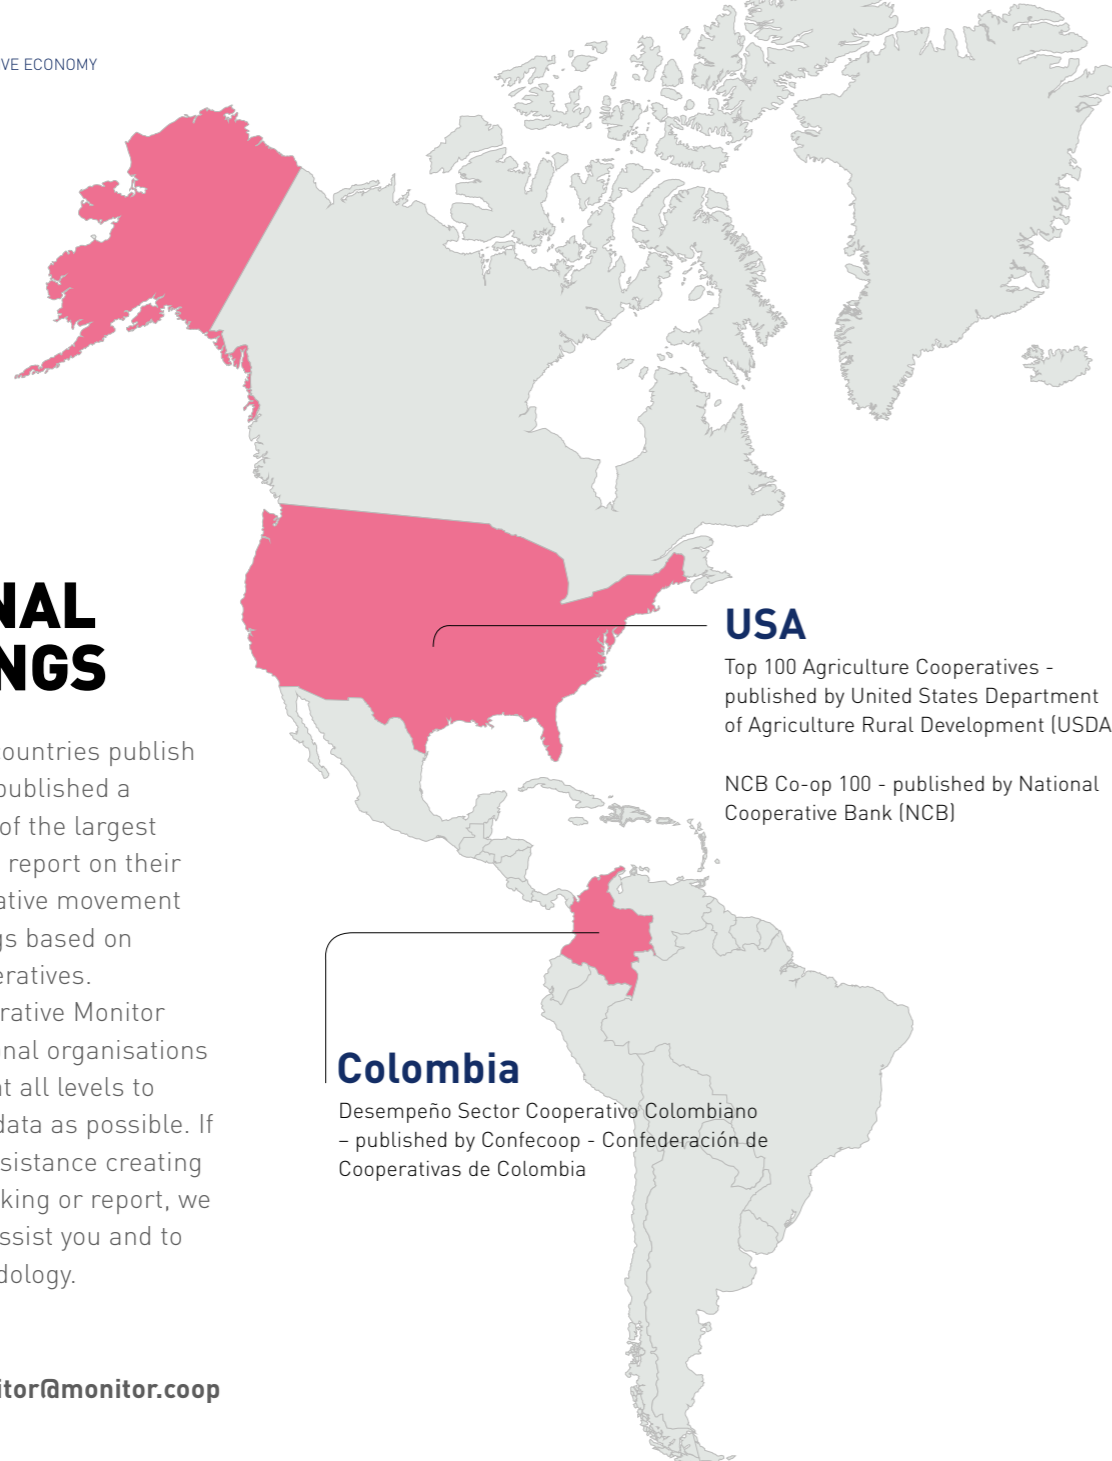 VE ECONOMY
NAL
NGS
ountries publish
published a
of the largest
report on their
ative movement
gs based on
eratives.
rative Monitor
onal organisations
at all levels to
data as possible. If
sistance creating
king or report, we
ssist you and to
dology.
itor@monitor.coop
USA
Top 100 Agriculture Cooperatives -
published by United States Department
of Agriculture Rural Development (USDA
NCB Co-op 100 - published by National
Cooperative Bank (NCB)
Colombia
Desempeño Sector Cooperativo Colombiano
– published by Confecoop - Confederación de
Cooperativas de Colombia